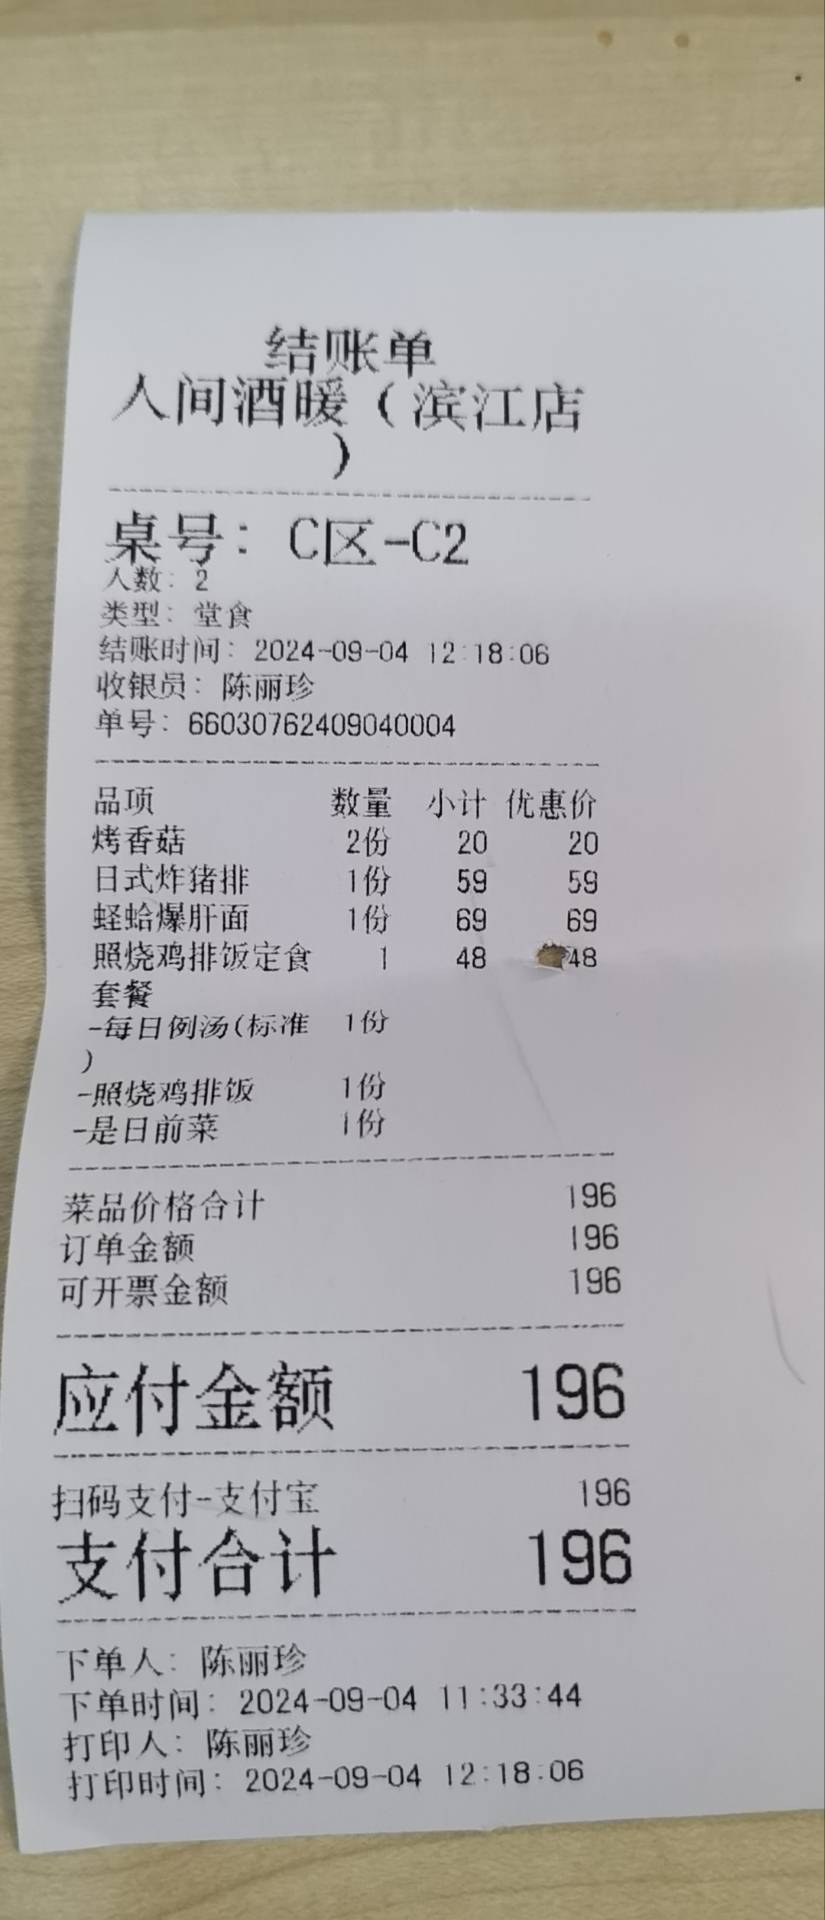 结账单
人间酒暖（滨江店
）
桌号：C区-C2
人数：2
类型：堂食
结账时间：2024-09-04 12:18:06
收银员：陈丽珍
单号：66030762409040004
品项 数量 小计 优惠价
烤香菇 2份 20 20
日式炸猪排 1份 59 59
蛏蛤爆肝面 1份 69 69
照烧鸡排饭定食 1 48 48
套餐
-每日例汤(标准 1份
)
-照烧鸡排饭 1份
-是日前菜 1份
菜品价格合计 196
订单金额 196
可开票金额 196
应付金额 196
扫码支付-支付宝 196
支付合计 196
下单人：陈丽珍
下单时间：2024-09-04 11:33:44
打印人：陈丽珍
打印时间：2024-09-04 12:18:06